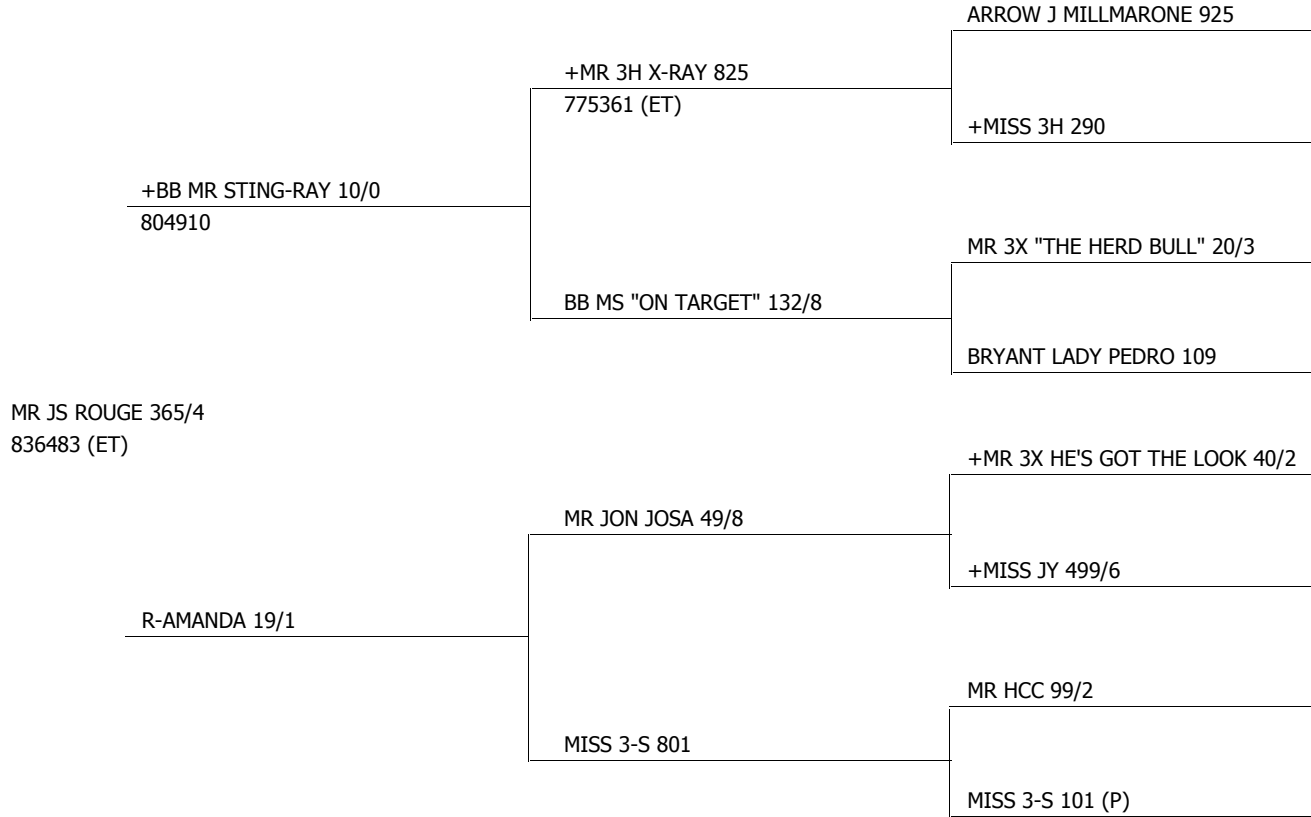 ARROW J MILLMARONE 925
+MR 3H X-RAY 825
775361 (ET)
+MISS 3H 290
+BB MR STING-RAY 10/0
804910
MR 3X "THE HERD BULL" 20/3
BB MS "ON TARGET" 132/8
BRYANT LADY PEDRO 109
MR JS ROUGE 365/4
836483 (ET)
+MR 3X HE'S GOT THE LOOK 40/2
MR JON JOSA 49/8
+MISS JY 499/6
R-AMANDA 19/1
MR HCC 99/2
MISS 3-S 801
MISS 3-S 101 (P)